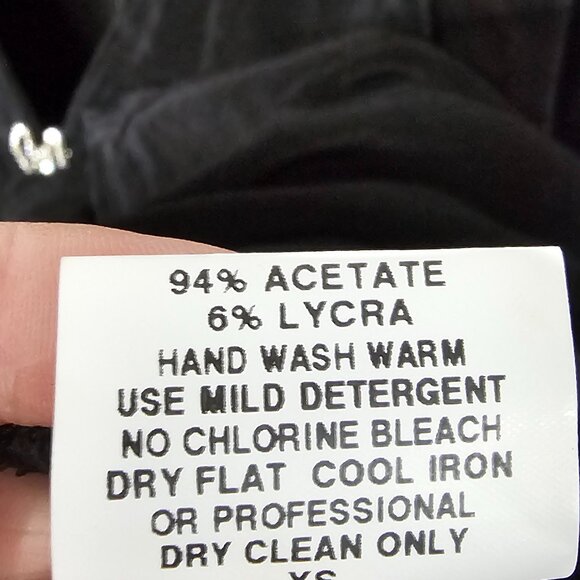 94% ACETATE
6% LYCRA
HAND WASH WARM
USE MILD DETERGENT
NO CHLORINE BLEACH
DRY FLAT COOL IRON
OR PROFESSIONAL
DRY CLEAN ONLY
XS